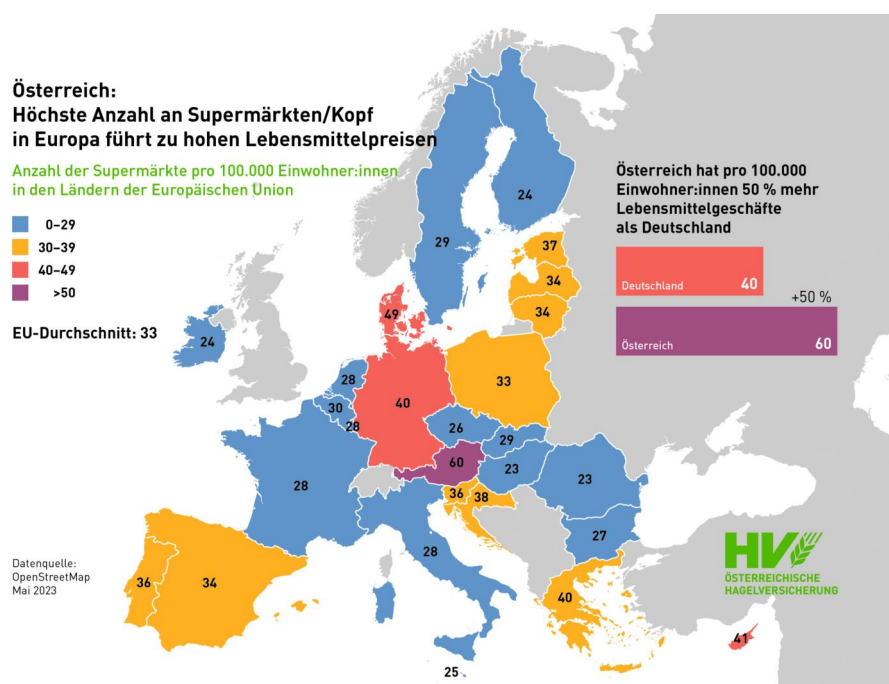 Österreich:
Höchste Anzahl an Supermärkten/Kopf
in Europa führt zu hohen Lebensmittelpreisen
Anzahl der Supermärkte pro 100.000 Einwohner:innen
in den Ländern der Europäischen Union
0–29
30–39
40–49
>50
EU-Durchschnitt: 33
Österreich hat pro 100.000
Einwohner:innen 50 % mehr
Lebensmittelgeschäfte
als Deutschland
Deutschland 40
+50 %
Österreich 60
24
29
37
34
34
49
24
28
30
28
40
33
26
29
60
23
23
36
38
28
28
27
36
34
40
41
25
Datenquelle:
OpenStreetMap
Mai 2023
HV
ÖSTERREICHISCHE
HAGELVERSICHERUNG